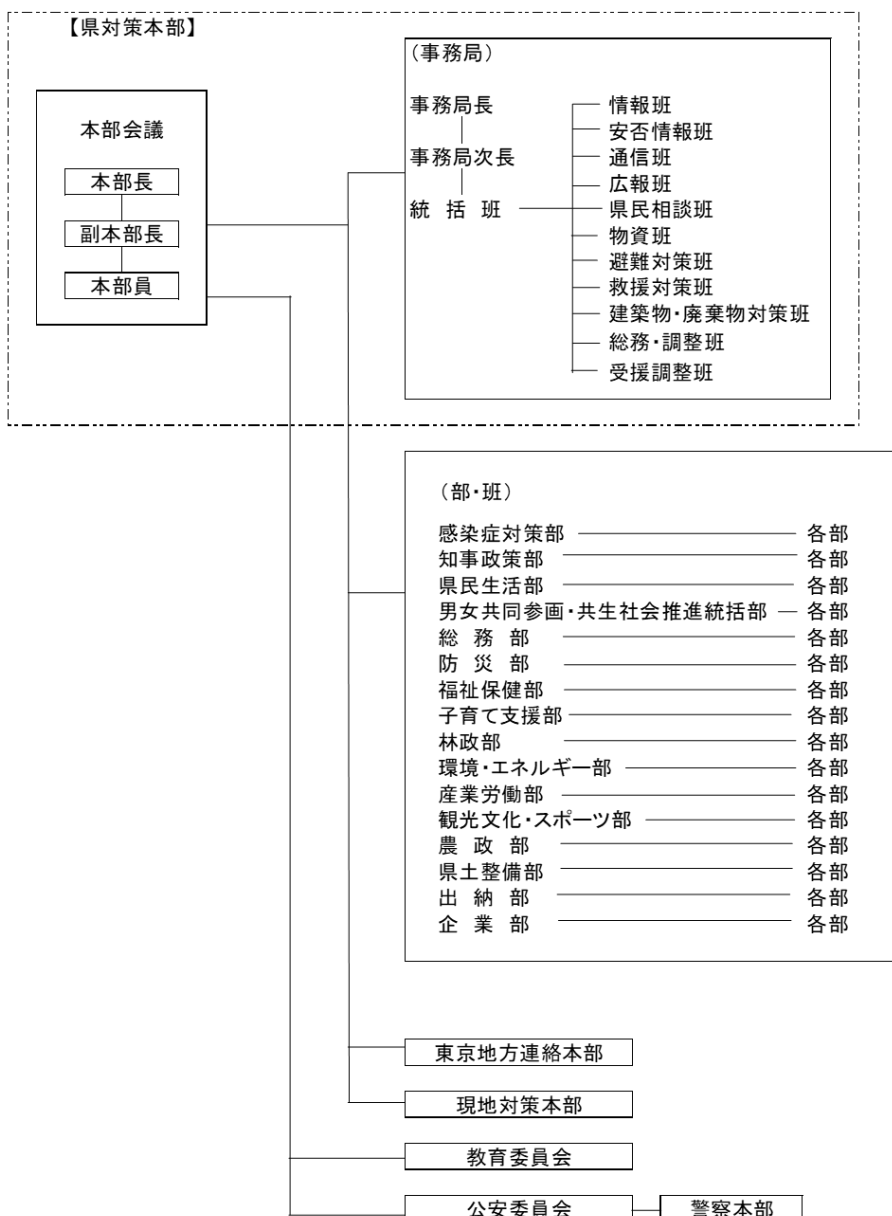 【県対策本部】
本部会議
本部長
副本部長
本部員
（事務局）
事務局長
事務局次長
統括班
情報班
安否情報班
通信班
広報班
県民相談班
物資班
避難対策班
救援対策班
建築物・廃棄物対策班
総務・調整班
受援調整班
（部・班）
感染症対策部 各部
知事政策部 各部
県民生活部 各部
男女共同参画・共生社会推進統括部 各部
総務部 各部
防災部 各部
福祉保健部 各部
子育て支援部 各部
林政部 各部
環境・エネルギー部 各部
産業労働部 各部
観光文化・スポーツ部 各部
農政部 各部
県土整備部 各部
出納部 各部
企業部 各部
東京地方連絡本部
現地対策本部
教育委員会
公安委員会 警察本部